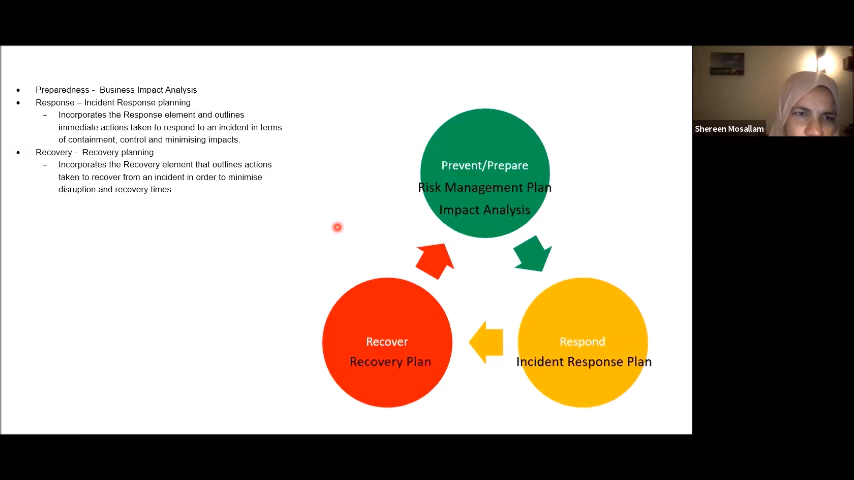 Preparedness - Business Impact Analysis
Response – Incident Response planning
– Incorporates the Response element and outlines
immediate actions taken to respond to an incident in terms
of containment, control and minimising impacts.
Recovery - Recovery planning
– Incorporates the Recovery element that outlines actions
taken to recover from an incident in order to minimise
disruption and recovery times
Prevent/Prepare
Risk Management Plan
Impact Analysis
Respond
Incident Response Plan
Recover
Recovery Plan
Shereen Mosallam